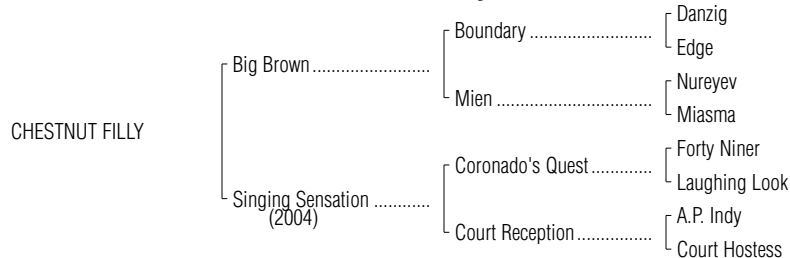 Danzig
Boundary ..........................
Edge
Big Brown .........................
Nureyev
Mien .................................
Miasma
CHESTNUT FILLY
Forty Niner
Coronado's Quest .............
Laughing Look
Singing Sensation ............
(2004)
A.P. Indy
Court Reception ................
Court Hostess